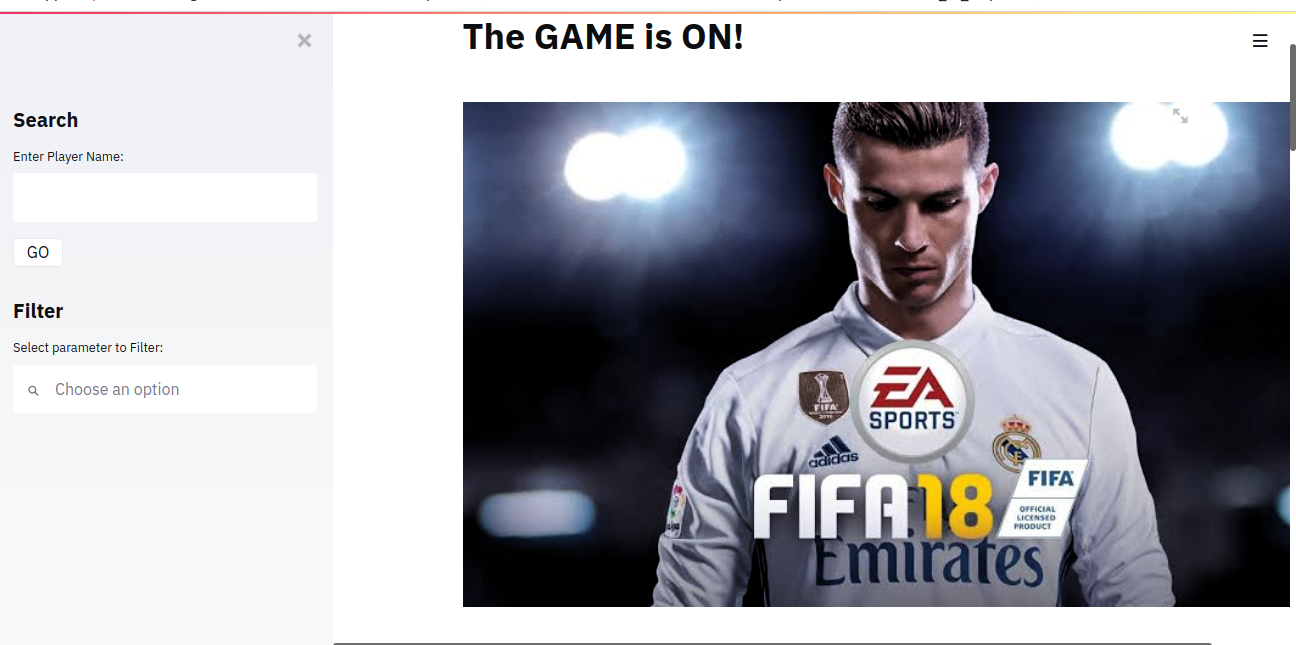 The GAME is ON!
Search
Enter Player Name:
GO
Filter
Select parameter to Filter:
Choose an option
FIFA
2016
EA
SPORTS
adidas
FIFA 18
FIFA
OFFICIAL
LICENSED
PRODUCT
Emirates